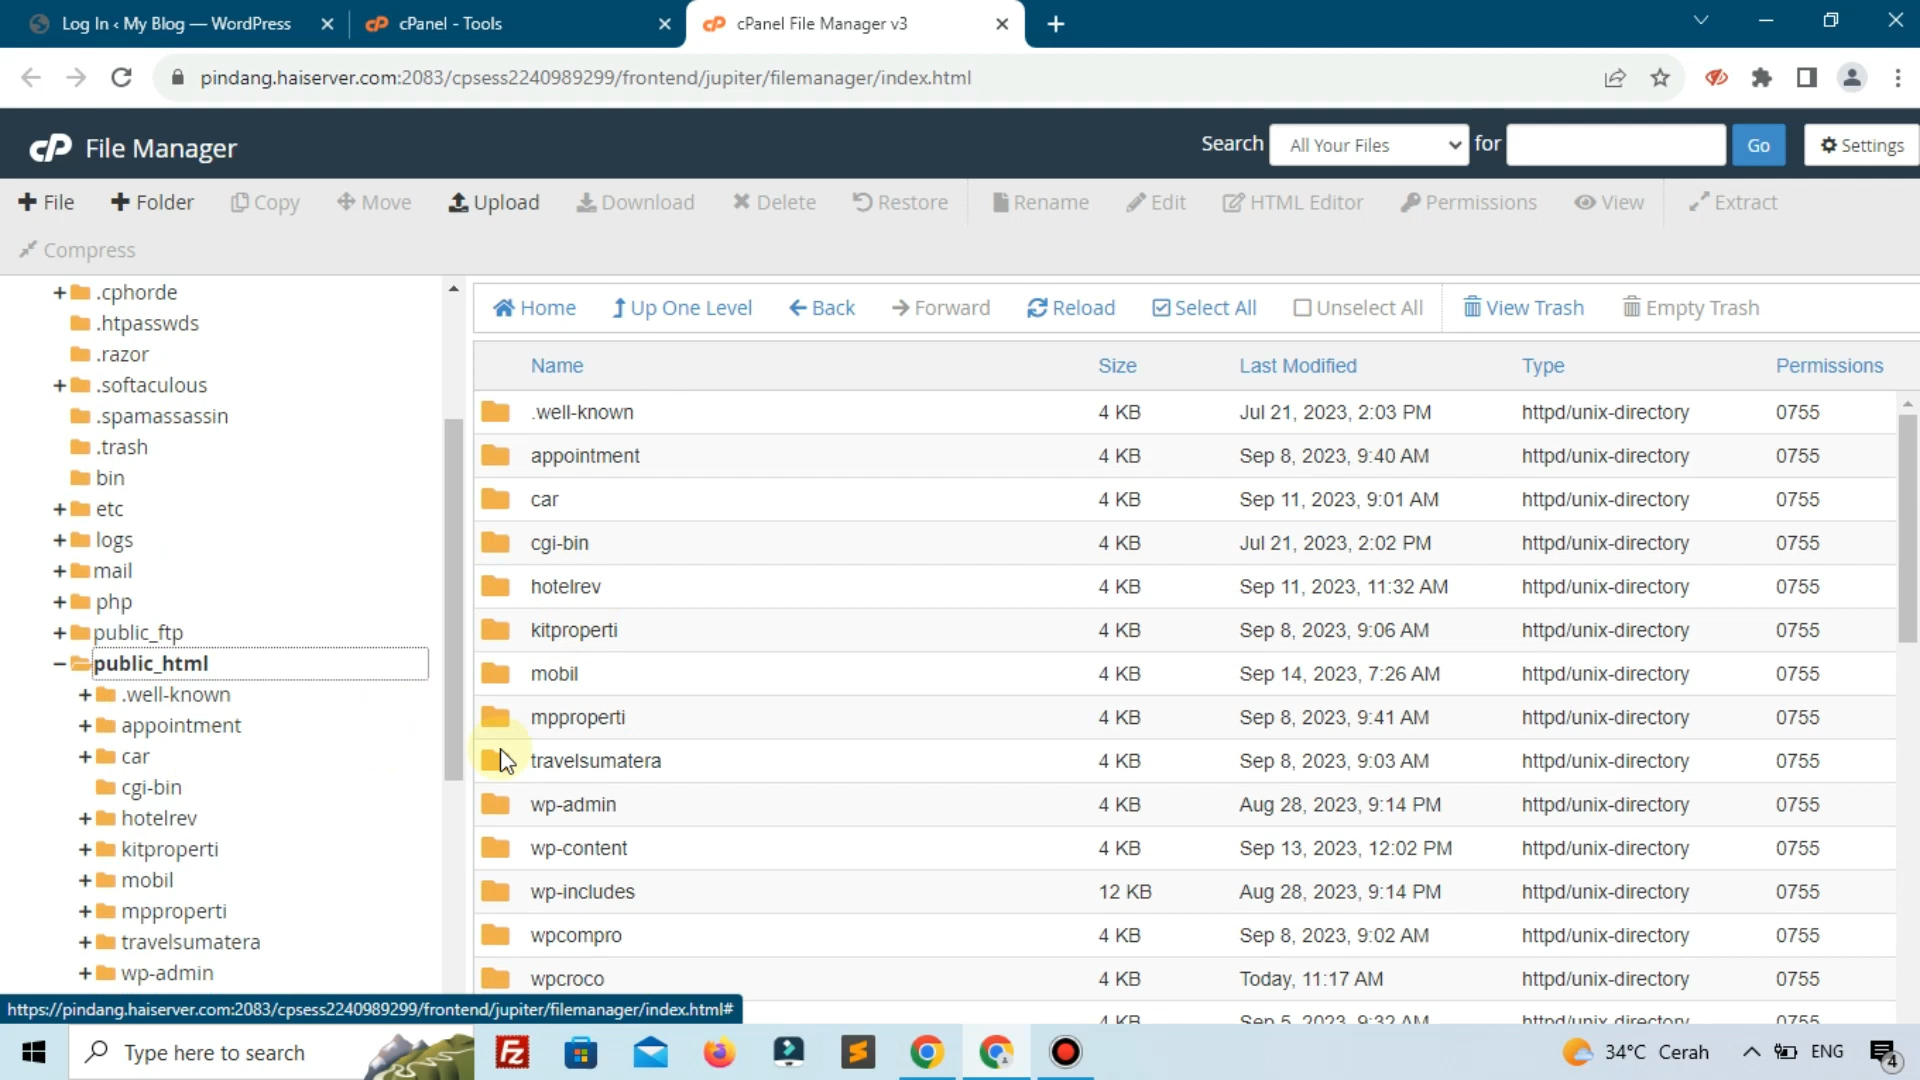 Log In ‹ My Blog — WordPress
cPanel - Tools
cPanel File Manager v3
pindang.haiserver.com:2083/cpsess2240989299/frontend/jupiter/filemanager/index.html
cP File Manager
Search All Your Files for Go Settings
File Folder Copy Move Upload Download Delete Restore Rename Edit HTML Editor Permissions View Extract
Compress
.cphorde
.htpasswds
.razor
.softaculous
.spamassassin
.trash
bin
etc
logs
mail
php
public_ftp
public_html
.well-known
appointment
car
cgi-bin
hotelrev
kitproperti
mobil
mpproperti
travelsumatera
wp-admin
Home Up One Level Back Forward Reload Select All Unselect All View Trash Empty Trash
Name Size Last Modified Type Permissions
.well-known 4 KB Jul 21, 2023, 2:03 PM httpd/unix-directory 0755
appointment 4 KB Sep 8, 2023, 9:40 AM httpd/unix-directory 0755
car 4 KB Sep 11, 2023, 9:01 AM httpd/unix-directory 0755
cgi-bin 4 KB Jul 21, 2023, 2:02 PM httpd/unix-directory 0755
hotelrev 4 KB Sep 11, 2023, 11:32 AM httpd/unix-directory 0755
kitproperti 4 KB Sep 8, 2023, 9:06 AM httpd/unix-directory 0755
mobil 4 KB Sep 14, 2023, 7:26 AM httpd/unix-directory 0755
mpproperti 4 KB Sep 8, 2023, 9:41 AM httpd/unix-directory 0755
travelsumatera 4 KB Sep 8, 2023, 9:03 AM httpd/unix-directory 0755
wp-admin 4 KB Aug 28, 2023, 9:14 PM httpd/unix-directory 0755
wp-content 4 KB Sep 13, 2023, 12:02 PM httpd/unix-directory 0755
wp-includes 12 KB Aug 28, 2023, 9:14 PM httpd/unix-directory 0755
wpcompro 4 KB Sep 8, 2023, 9:02 AM httpd/unix-directory 0755
wpcroco 4 KB Today, 11:17 AM httpd/unix-directory 0755
4 KB Sep 5, 2023, 9:32 AM httpd/unix-directory 0755
https://pindang.haiserver.com:2083/cpsess2240989299/frontend/jupiter/filemanager/index.html#
Type here to search
Fz
34°C Cerah
ENG
4